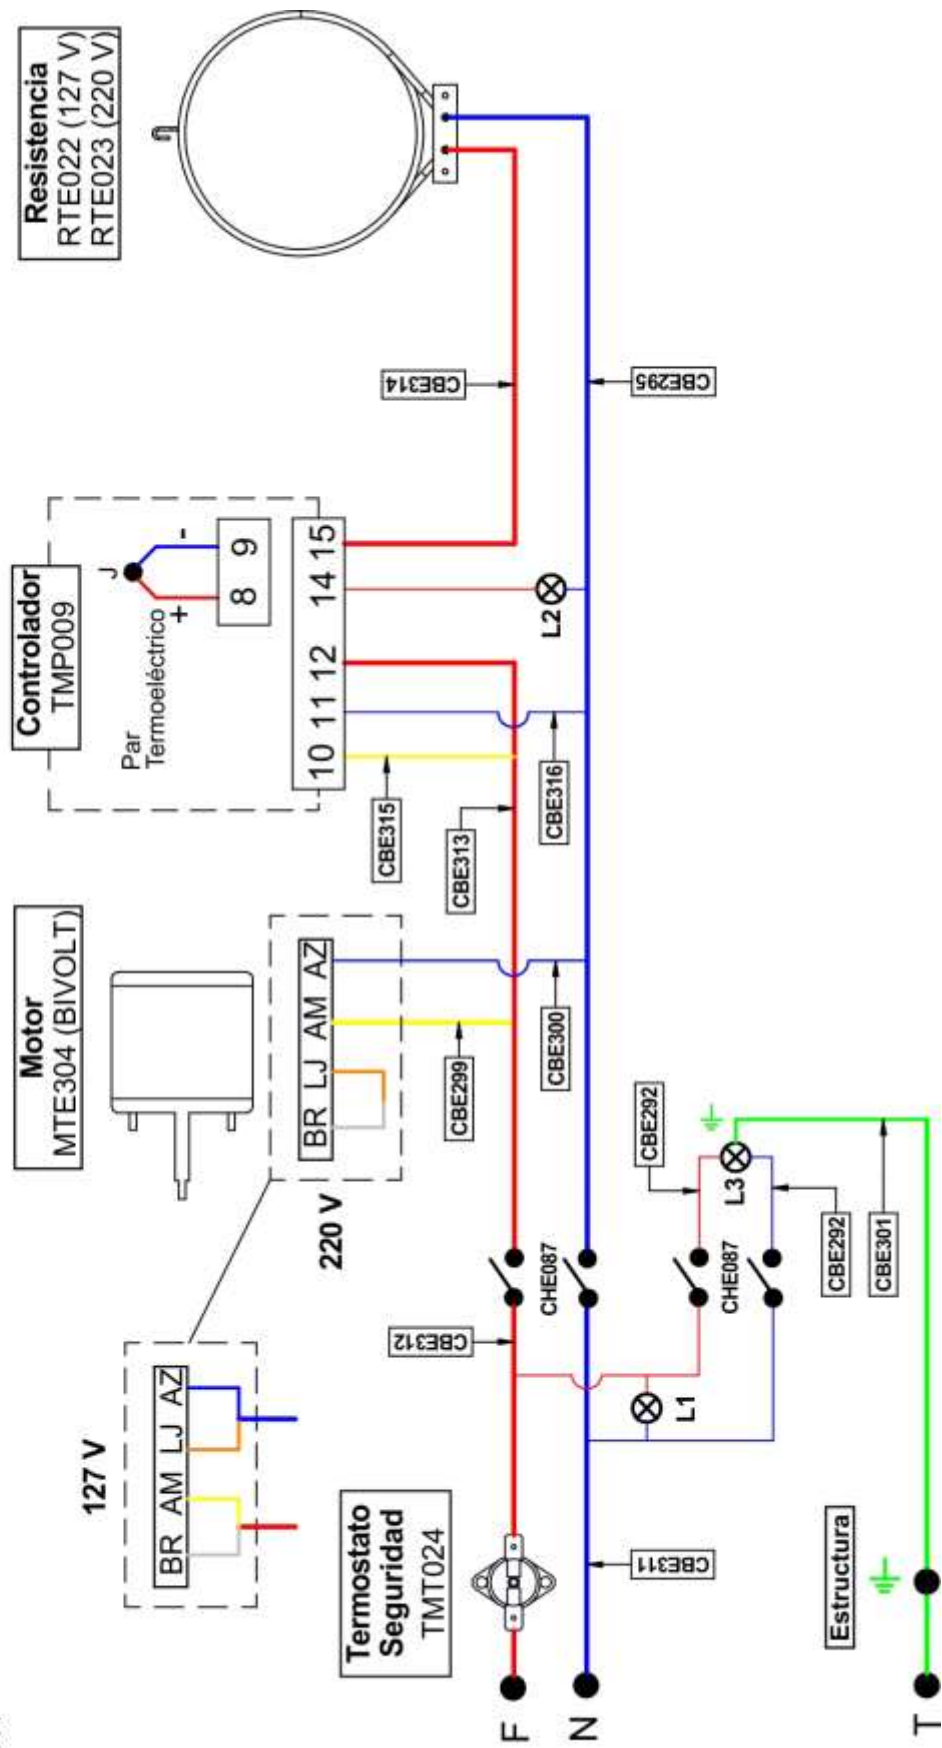 Resistencia
RTE022 (127 V)
RTE023 (220 V)
CBE314
CBE295
Controlador
TMP009
Par
Termoeléctrico
J
+
-
8 9
10 11 12 14 15
L2
CBE315
CBE313
CBE316
Motor
MTE304 (BIVOLT)
BR LJ AM AZ
220 V
CBE299
CBE300
127 V
BR AM LJ AZ
CBE312
CHE087
CBE292
L3
CHE087
CBE292
CBE301
L1
Termostato
Seguridad
TMT024
CBE311
Estructura
F
N
T